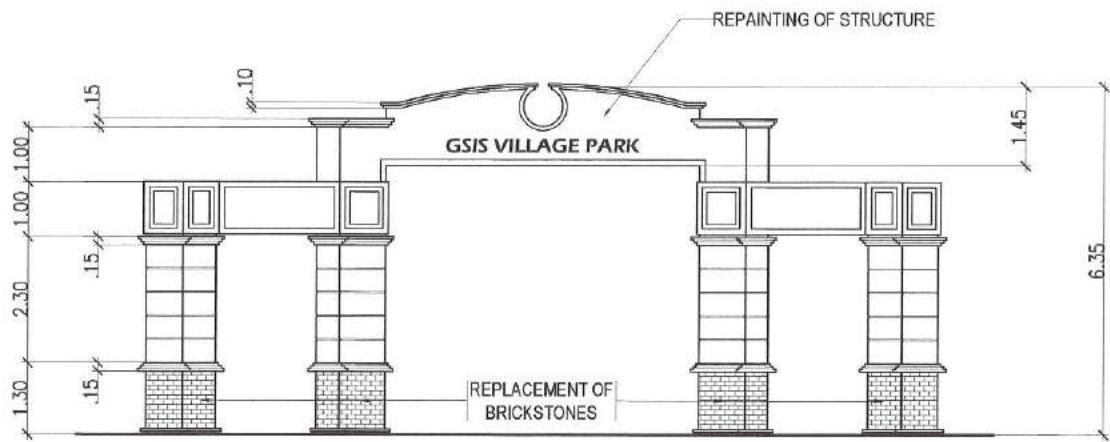 REPAINTING OF STRUCTURE
.10
.15
1.45
1.00
GSIS VILLAGE PARK
1.00
.15
6.35
2.30
.15
1.30
REPLACEMENT OF
BRICKSTONES